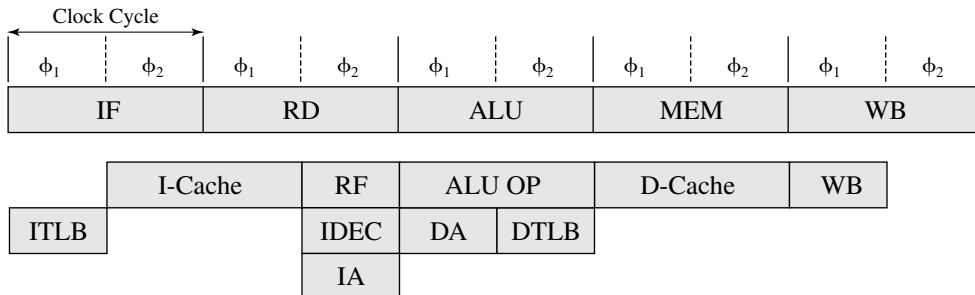 Clock Cycle
ϕ₁ ϕ₂ ϕ₁ ϕ₂ ϕ₁ ϕ₂ ϕ₁ ϕ₂ ϕ₁ ϕ₂
IF RD ALU MEM WB
I-Cache RF ALU OP D-Cache WB
ITLB IDEC DA DTLB
IA